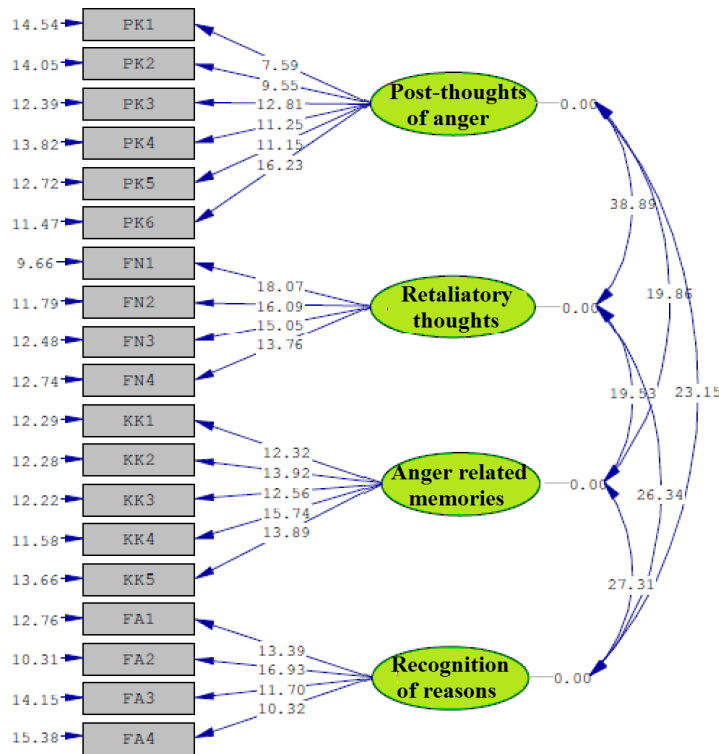 14.54 PK1
14.05 PK2
12.39 PK3
13.82 PK4
12.72 PK5
11.47 PK6
9.66 FN1
11.79 FN2
12.48 FN3
12.74 FN4
12.29 KK1
12.28 KK2
12.22 KK3
11.58 KK4
13.66 KK5
12.76 FA1
10.31 FA2
14.15 FA3
15.38 FA4
7.59
9.55
12.81
11.25
11.15
16.23
18.07
16.09
15.05
13.76
12.32
13.92
12.56
15.74
13.89
13.39
16.93
11.70
10.32
Post-thoughts
of anger
0.00
Retaliatory
thoughts
0.00
Anger related
memories
0.00
Recognition
of reasons
0.00
38.89
19.86
19.53
23.15
26.34
27.31